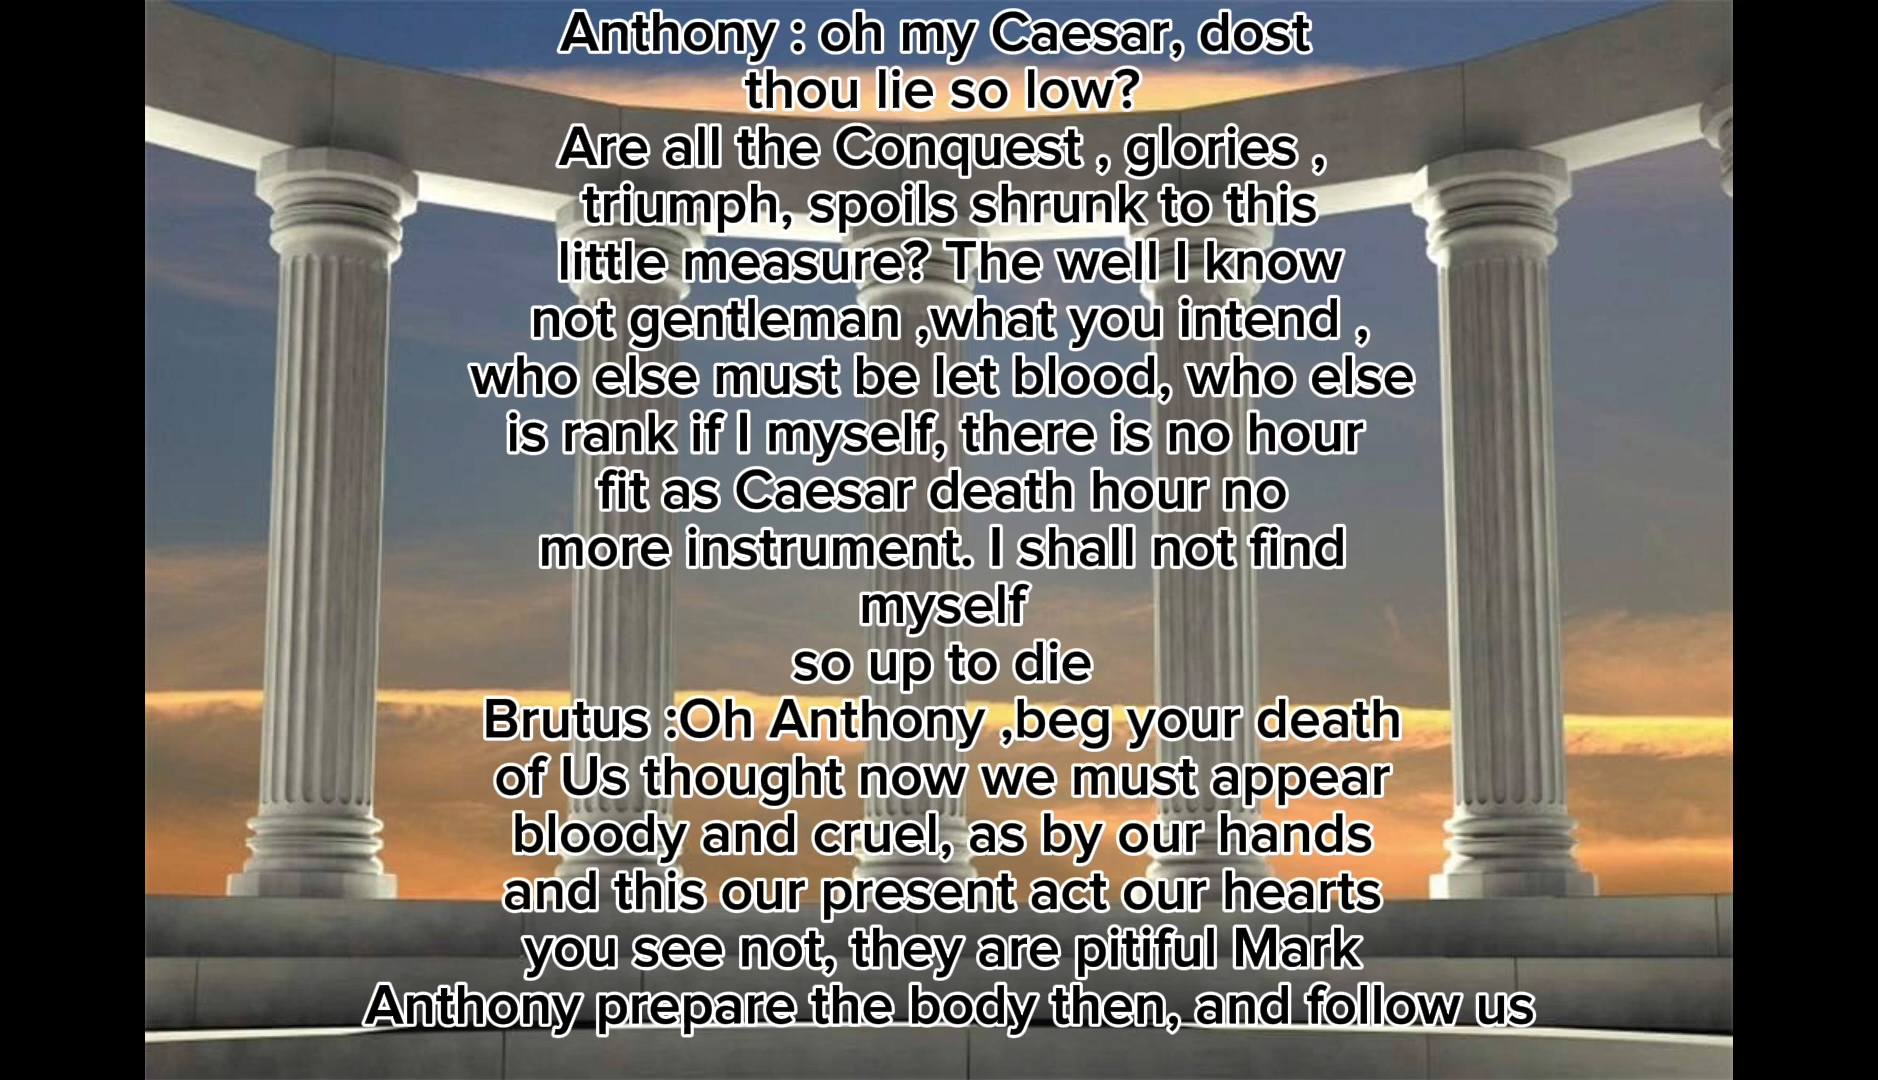 Anthony : oh my Caesar, dost
thou lie so low?
Are all the Conquest , glories ,
triumph, spoils shrunk to this
little measure? The well I know
not gentleman ,what you intend ,
who else must be let blood, who else
is rank if I myself, there is no hour
fit as Caesar death hour no
more instrument. I shall not find
myself
so up to die
Brutus :Oh Anthony ,beg your death
of Us thought now we must appear
bloody and cruel, as by our hands
and this our present act our hearts
you see not, they are pitiful Mark
Anthony prepare the body then, and follow us